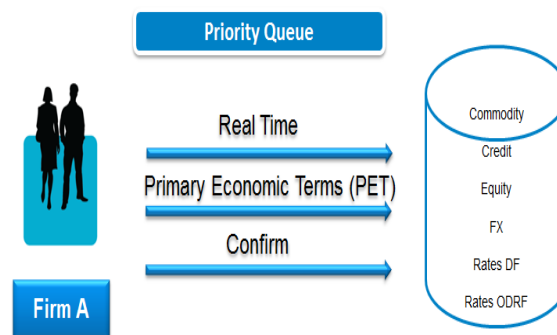 Priority Queue
Real Time
Primary Economic Terms (PET)
Confirm
Firm A
Commodity
Credit
Equity
FX
Rates DF
Rates ODRF